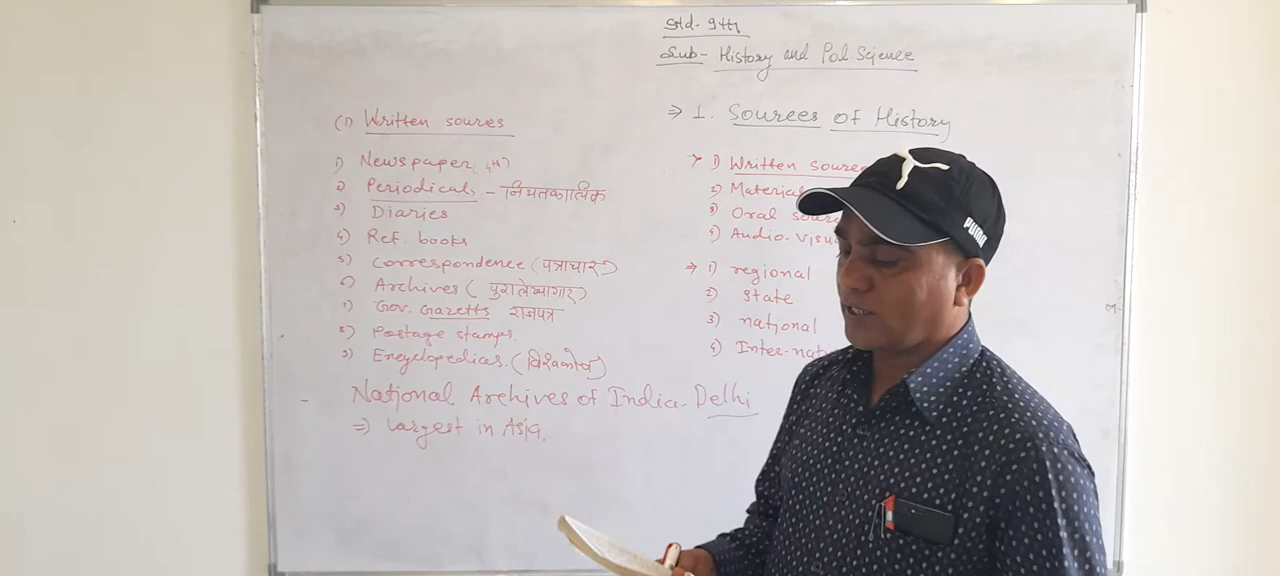 Std- 9th
Sub- History and Pol. Science
⇒ 1. Sources of History
1) Written source
2) Material
3) Oral sour
4) Audio-Visu
⇒ 1) regional
2) state
3) national
4) Inter-nat
(1) Written soures
1) Newspaper
2) Periodicals - नियतकालिक
3) Diaries
4) Ref. books
5) Correspondence (पत्राचार)
6) Archives (पुरालेखागार)
7) Gov. Gazetts राजपत्र
8) Postage stamps
9) Encyclopedics. (विश्वकोष)
National Archives of India- Delhi
⇒ largest in Asia.
PUMA